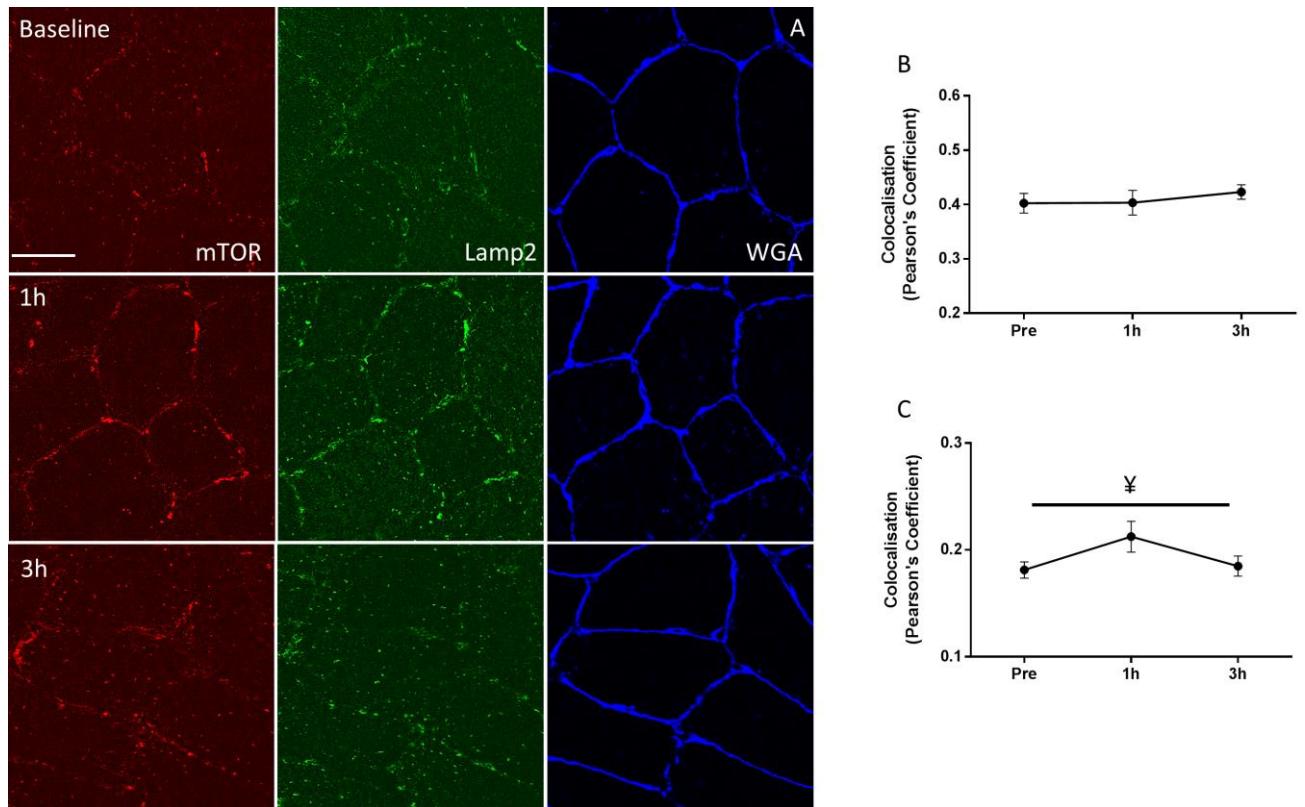 Baseline
A
mTOR
Lamp2
WGA
1h
3h
B
Colocalisation
(Pearson's Coefficient)
0.6
0.5
0.4
0.3
0.2
Pre
1h
3h
C
Colocalisation
(Pearson's Coefficient)
0.3
0.2
0.1
¥
Pre
1h
3h